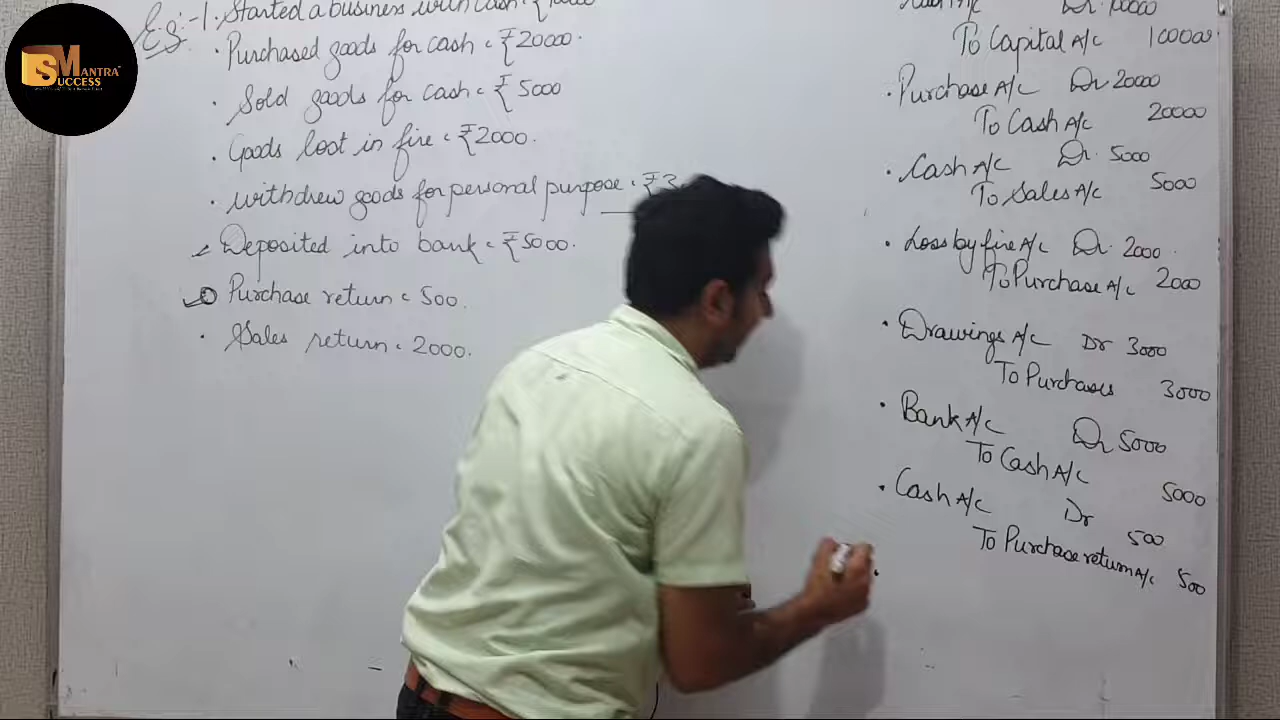 SMANTRA
SUCCESS
E.g:-1. Started a business with cash = ₹
• Purchased goods for cash = ₹20000.
• Sold goods for cash = ₹5000
• Goods lost in fire = ₹2000.
• withdrew goods for personal purpose = ₹3
Deposited into bank = ₹5000.
Purchase return = 500.
• Sales return = 2000.
To Capital A/c 100000.
• Purchase A/c Dr 20000
To Cash A/c 20000
• Cash A/c Dr. 5000
To Sales A/c 5000
• Loss by fire A/c Dr. 2000.
To Purchase A/c 2000
• Drawings A/c Dr 3000
To Purchases 3000
• Bank A/c Dr 5000
To Cash A/c 5000
• Cash A/c Dr 500
To Purchase return A/c 500